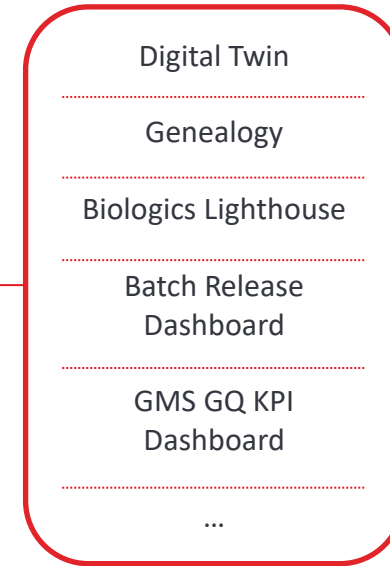 Digital Twin
Genealogy
Biologics Lighthouse
Batch Release
Dashboard
GMS GQ KPI
Dashboard
...